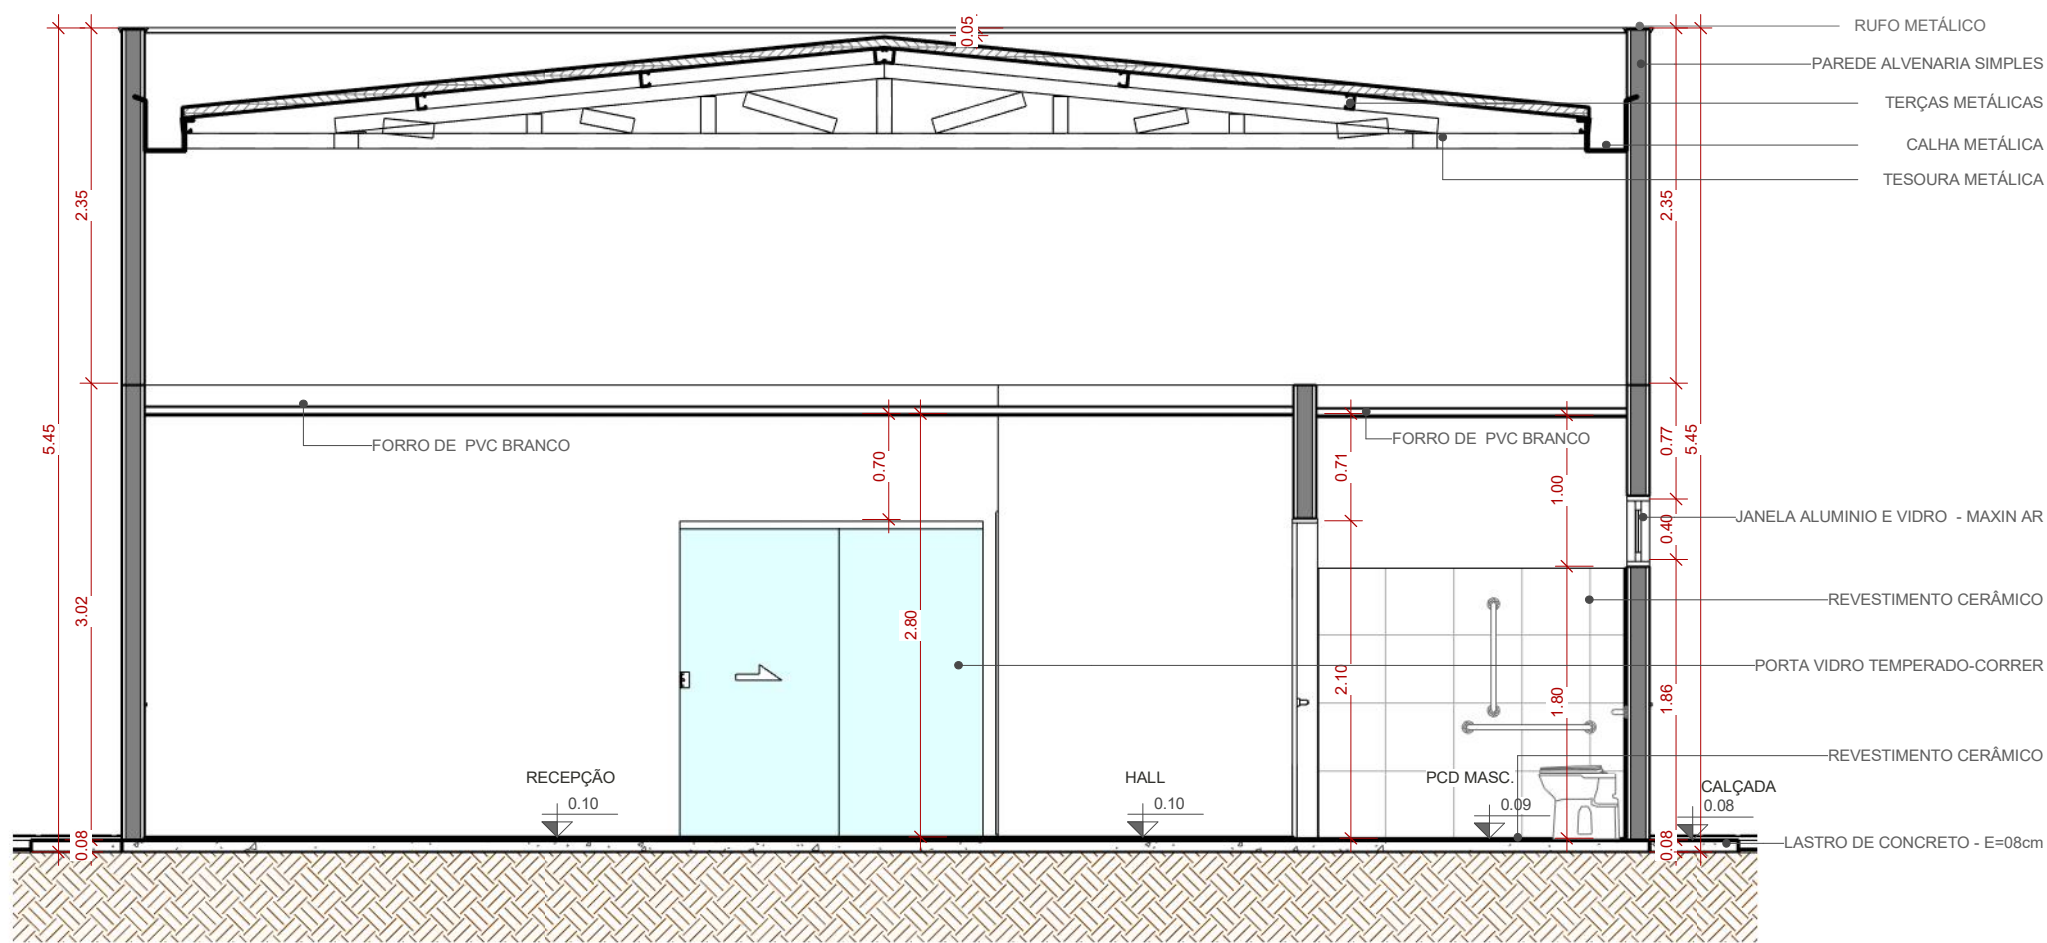 0.05
RUFO METÁLICO
PAREDE ALVENARIA SIMPLES
TERÇAS METÁLICAS
CALHA METÁLICA
TESOURA METÁLICA
2.35
2.35
5.45
FORRO DE  PVC BRANCO
0.70
0.71
FORRO DE  PVC BRANCO
1.00
0.77
5.45
JANELA ALUMINIO E VIDRO  - MAXIN AR
0.40
3.02
2.80
REVESTIMENTO CERÂMICO
PORTA VIDRO TEMPERADO-CORRER
2.10
1.80
1.86
REVESTIMENTO CERÂMICO
RECEPÇÃO
0.10
HALL
0.10
PCD MASC.
0.09
CALÇADA
0.08
0.08
0.08
LASTRO DE CONCRETO - E=08cm